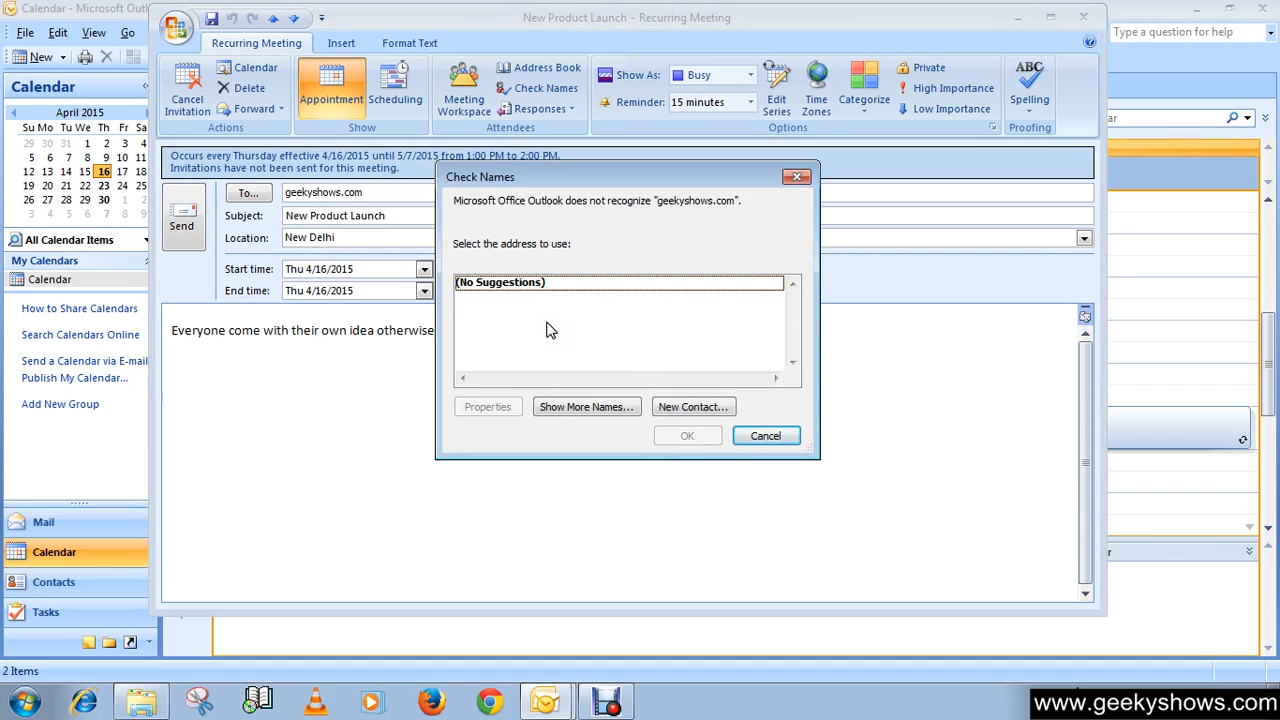 Calendar - Microsoft Outl
New Product Launch - Recurring Meeting
File Edit View Go
Type a question for help
Recurring Meeting Insert Format Text
New
Cancel Invitation
Calendar
Delete
Forward
Actions
Appointment Scheduling
Show
Meeting Workspace
Address Book
Check Names
Responses
Attendees
Show As: Busy
Reminder: 15 minutes
Edit Series
Time Zones
Categorize
Private
High Importance
Low Importance
Options
ABC
Spelling
Proofing
Calendar
April 2015
Su Mo Tu We Th Fr Sa
29 30 31 1 2 3 4
5 6 7 8 9 10 11
12 13 14 15 16 17 18
19 20 21 22 23 24 25
26 27 28 29 30 1 2
3 4 5 6 7 8 9
All Calendar Items
My Calendars
Calendar
How to Share Calendars
Search Calendars Online
Send a Calendar via E-mail
Publish My Calendar...
Add New Group
Mail
Calendar
Contacts
Tasks
2 Items
Occurs every Thursday effective 4/16/2015 until 5/7/2015 from 1:00 PM to 2:00 PM.
Invitations have not been sent for this meeting.
Send
To... geekyshows.com
Subject: New Product Launch
Location: New Delhi
Start time: Thu 4/16/2015
End time: Thu 4/16/2015
Everyone come with their own idea otherwise
Check Names
Microsoft Office Outlook does not recognize "geekyshows.com".
Select the address to use:
(No Suggestions)
Properties Show More Names... New Contact...
OK Cancel
ar
ar
www.geekyshows.com